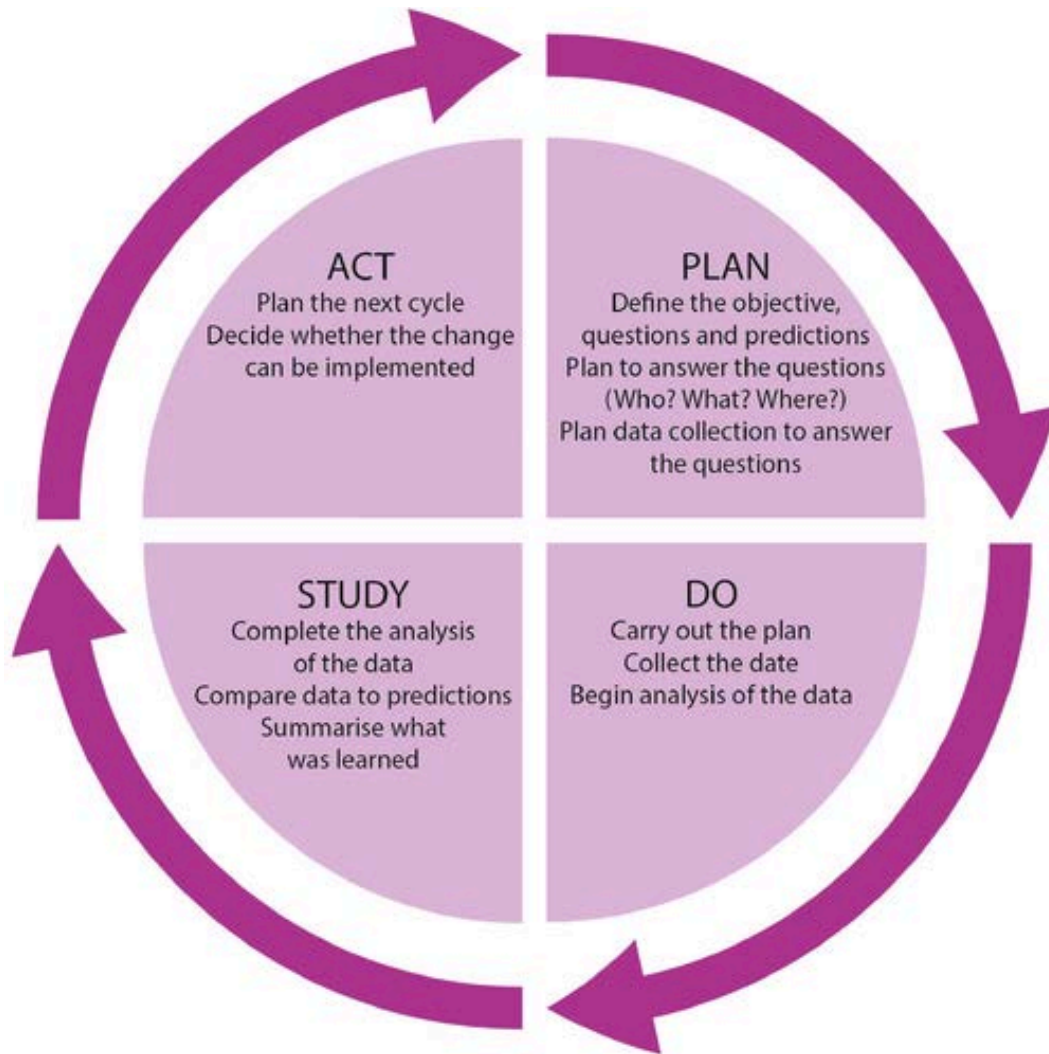 ACT
Plan the next cycle
Decide whether the change
can be implemented
PLAN
Define the objective,
questions and predictions
Plan to answer the questions
(Who? What? Where?)
Plan data collection to answer
the questions
STUDY
Complete the analysis
of the data
Compare data to predictions
Summarise what
was learned
DO
Carry out the plan
Collect the date
Begin analysis of the data